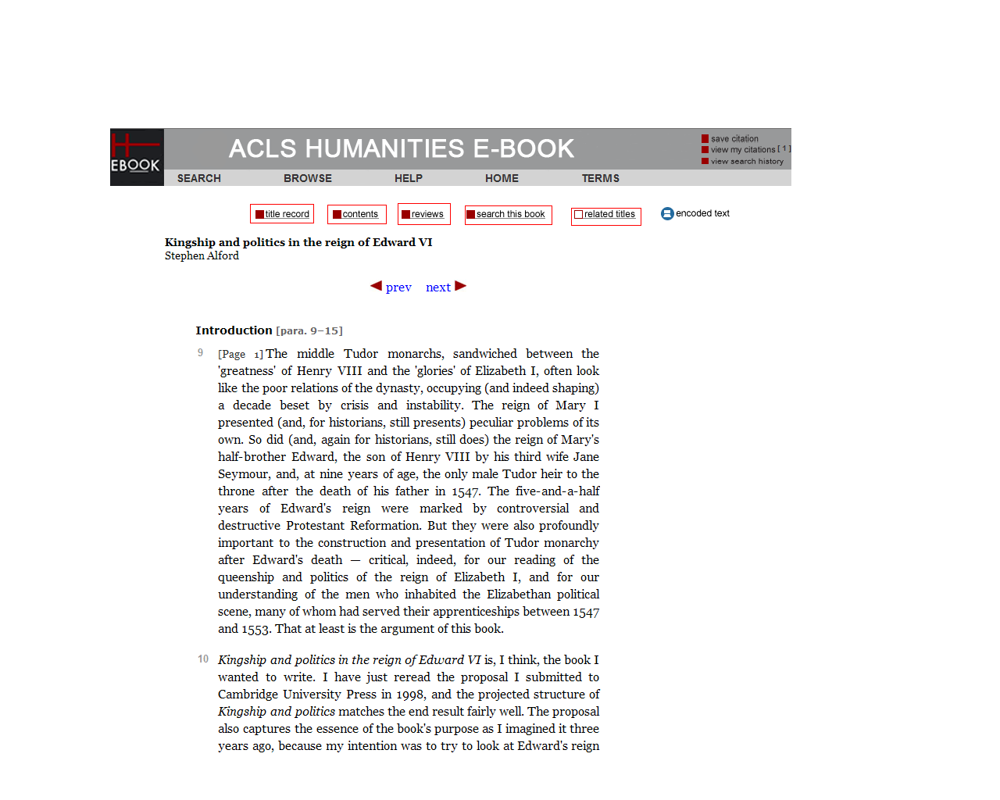 EBOOK
ACLS HUMANITIES E-BOOK
save citation
view my citations [ 1 ]
view search history
SEARCH BROWSE HELP HOME TERMS
title record contents reviews search this book related titles encoded text
Kingship and politics in the reign of Edward VI
Stephen Alford
prev next
Introduction [para. 9–15]
9 [Page 1] The middle Tudor monarchs, sandwiched between the
'greatness' of Henry VIII and the 'glories' of Elizabeth I, often look
like the poor relations of the dynasty, occupying (and indeed shaping)
a decade beset by crisis and instability. The reign of Mary I
presented (and, for historians, still presents) peculiar problems of its
own. So did (and, again for historians, still does) the reign of Mary's
half-brother Edward, the son of Henry VIII by his third wife Jane
Seymour, and, at nine years of age, the only male Tudor heir to the
throne after the death of his father in 1547. The five-and-a-half
years of Edward's reign were marked by controversial and
destructive Protestant Reformation. But they were also profoundly
important to the construction and presentation of Tudor monarchy
after Edward's death — critical, indeed, for our reading of the
queenship and politics of the reign of Elizabeth I, and for our
understanding of the men who inhabited the Elizabethan political
scene, many of whom had served their apprenticeships between 1547
and 1553. That at least is the argument of this book.
10 Kingship and politics in the reign of Edward VI is, I think, the book I
wanted to write. I have just reread the proposal I submitted to
Cambridge University Press in 1998, and the projected structure of
Kingship and politics matches the end result fairly well. The proposal
also captures the essence of the book's purpose as I imagined it three
years ago, because my intention was to try to look at Edward's reign